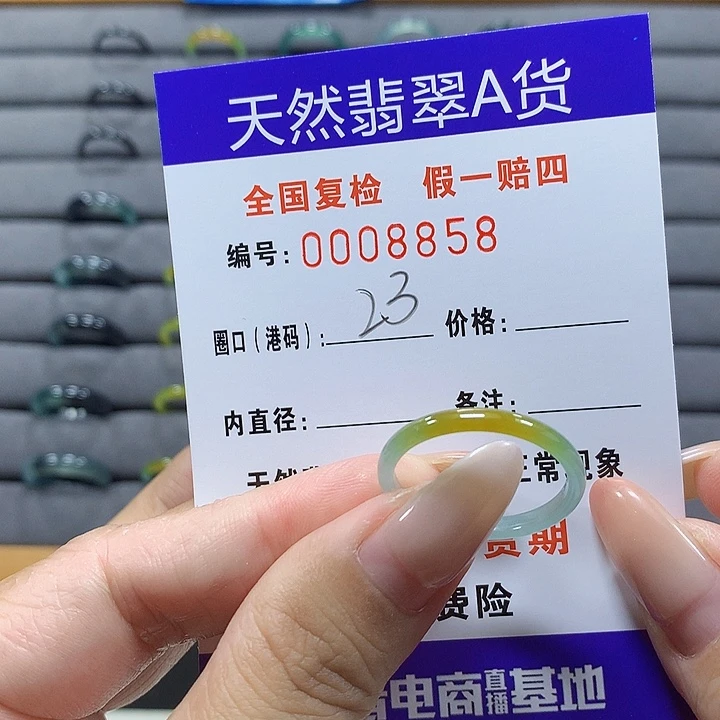 天然翡翠A货
全国复检 假一赔四
编号: 0008858
圈口(港码): 23 价格:
内直径: 备注:
天然 正常现象
货期
费险
电商直播基地